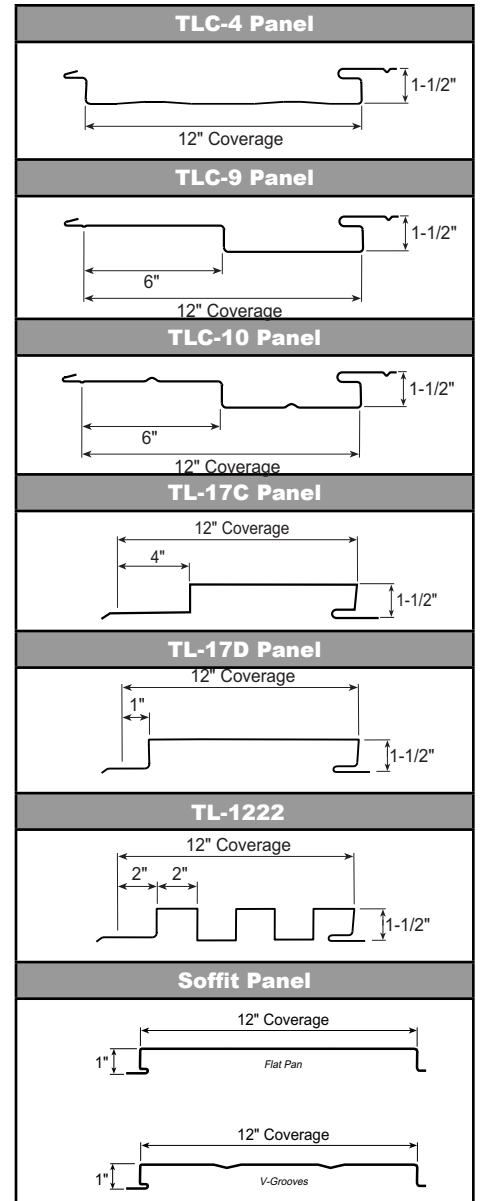 TLC-4 Panel
1-1/2"
12" Coverage
TLC-9 Panel
1-1/2"
6"
12" Coverage
TLC-10 Panel
1-1/2"
6"
12" Coverage
TL-17C Panel
12" Coverage
4"
1-1/2"
TL-17D Panel
12" Coverage
1"
1-1/2"
TL-1222
12" Coverage
2" 2"
1-1/2"
Soffit Panel
12" Coverage
1"
Flat Pan
12" Coverage
1"
V-Grooves